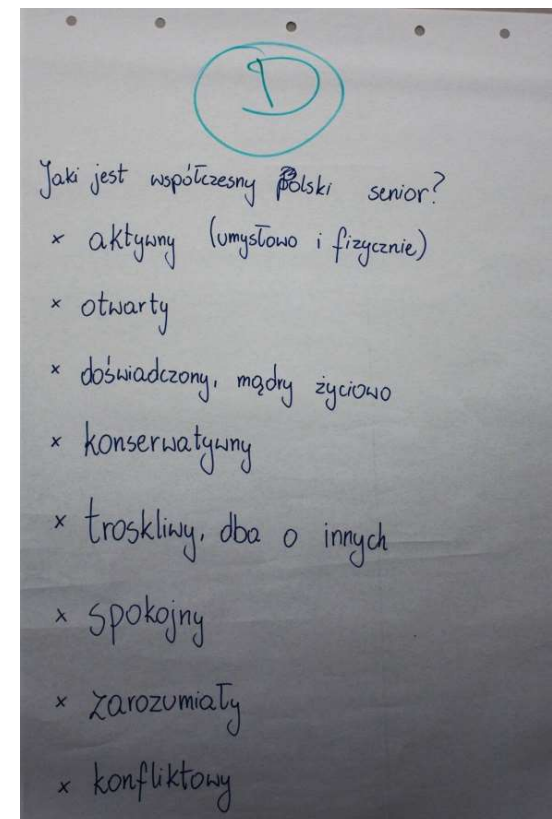 D
Jaki jest współczesny polski senior?
× aktywny (umysłowo i fizycznie)
× otwarty
× doświadczony, mądry życiowo
× konserwatywny
× troskliwy, dba o innych
× spokojny
× zarozumiały
× konfliktowy